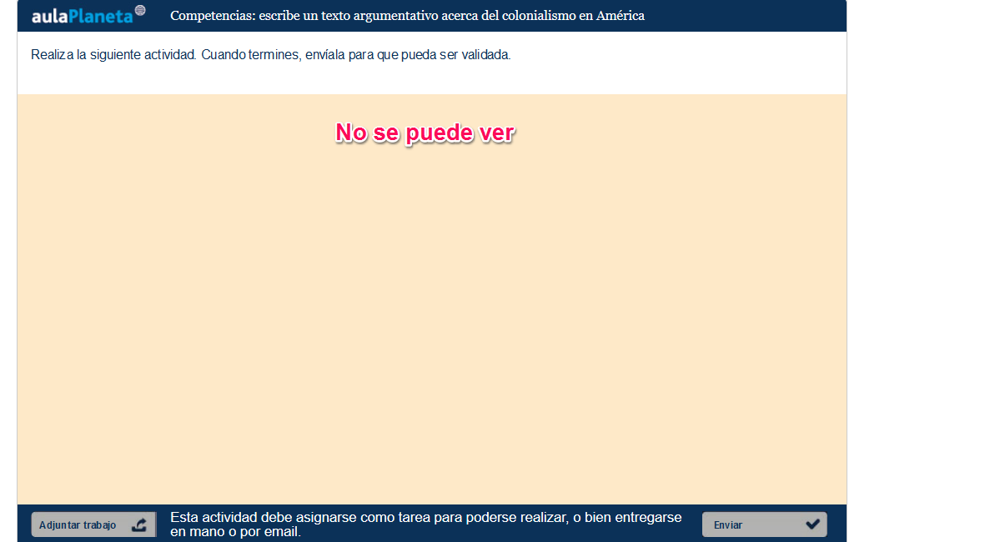 aulaPlaneta
Competencias: escribe un texto argumentativo acerca del colonialismo en América
Realiza la siguiente actividad. Cuando termines, envíala para que pueda ser validada.
No se puede ver
Adjuntar trabajo
Esta actividad debe asignarse como tarea para poderse realizar, o bien entregarse
en mano o por email.
Enviar